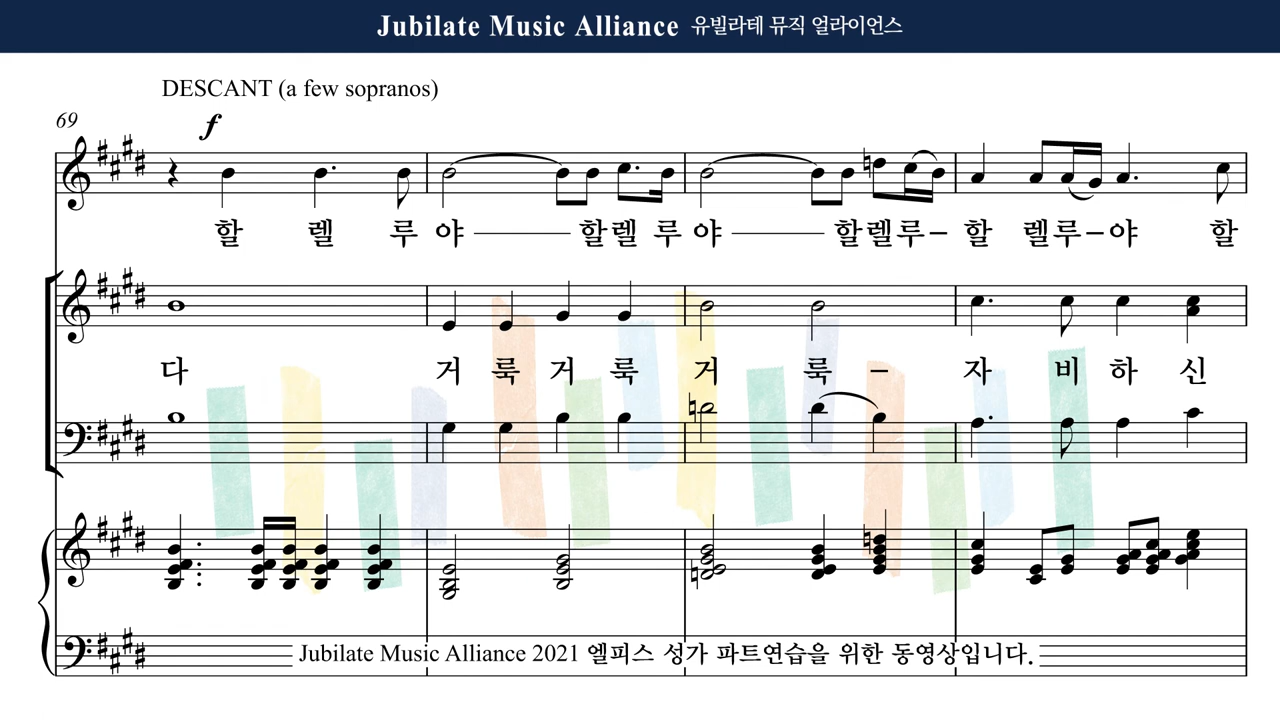 Jubilate Music Alliance 유빌라테 뮤직 얼라이언스
DESCANT (a few sopranos)
69
f
할 렐 루 야 할렐 루 야 할렐루– 할 렐루–야 할
다 거 룩 거 룩 거 룩 – 자 비 하 신
Jubilate Music Alliance 2021 엘피스 성가 파트연습을 위한 동영상입니다.